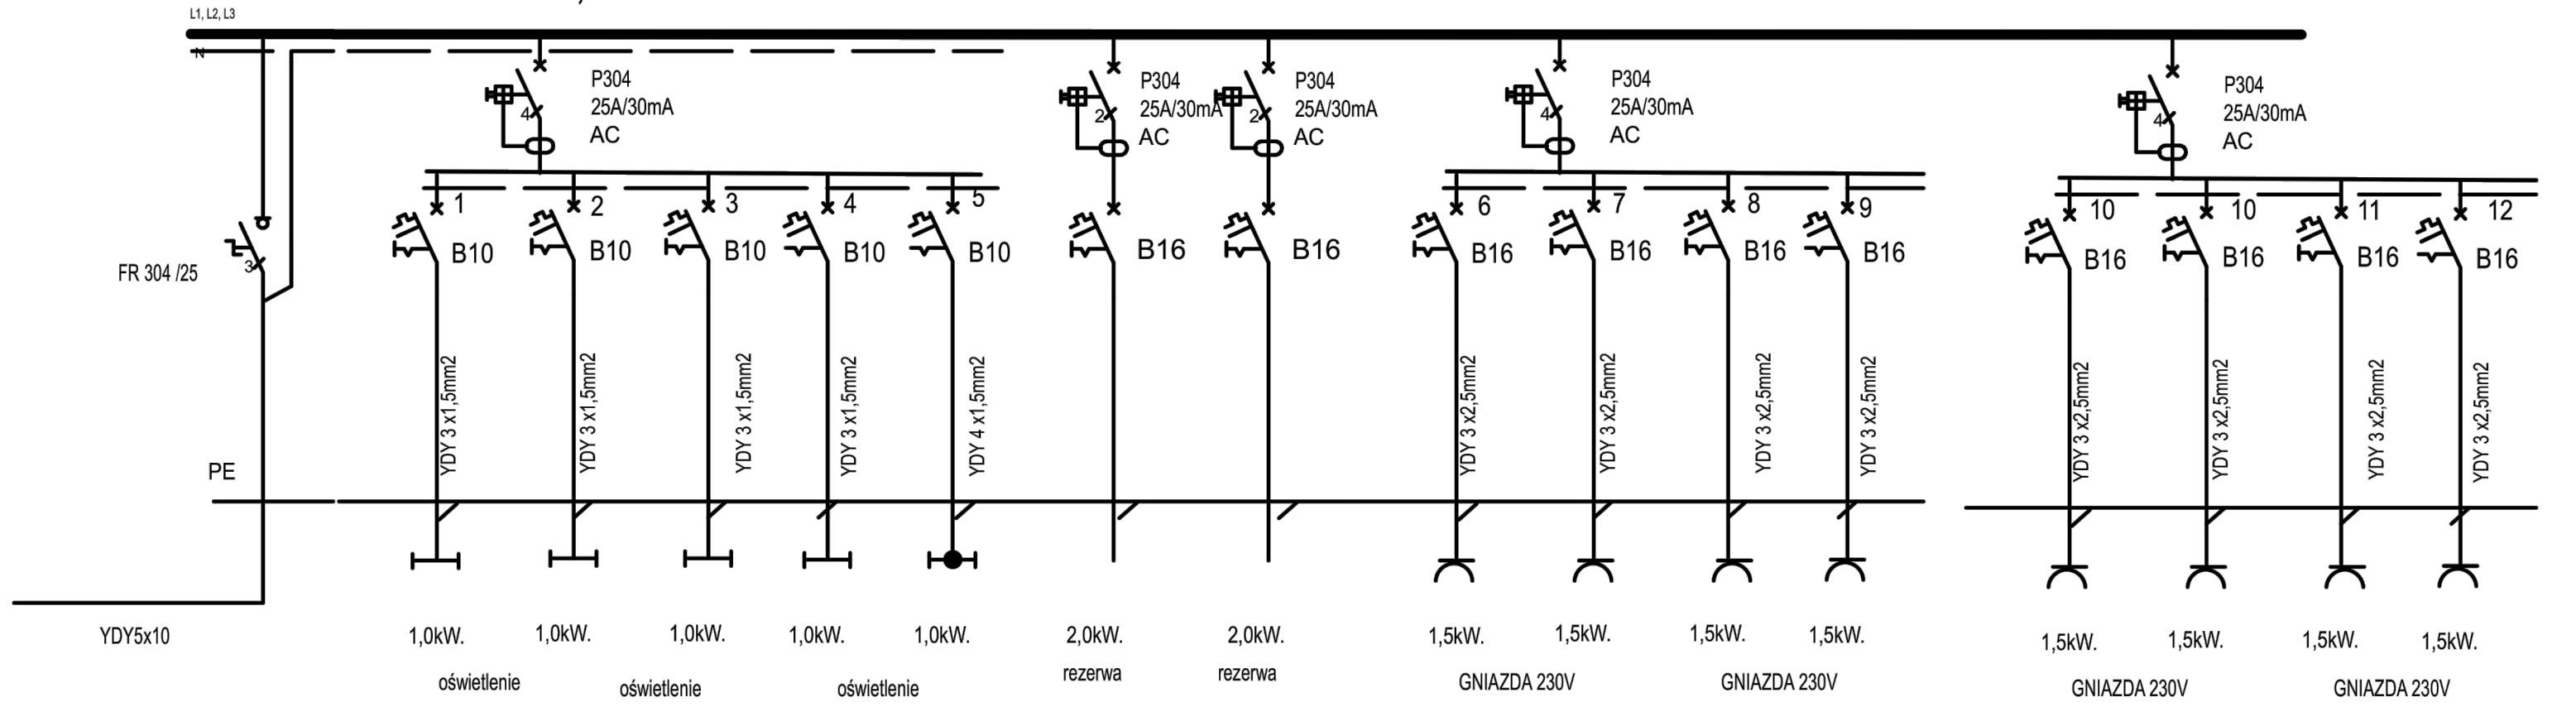 L1, L2, L3
N
P304
25A/30mA
AC
4
P304
25A/30mA
AC
2
P304
25A/30mA
AC
2
P304
25A/30mA
AC
4
P304
25A/30mA
AC
4
FR 304 /25
3
1
B10
2
B10
3
B10
4
B10
5
B10
B16
B16
6
B16
7
B16
8
B16
9
B16
10
B16
10
B16
11
B16
12
B16
YDY 3 x1,5mm2
YDY 3 x1,5mm2
YDY 3 x1,5mm2
YDY 3 x1,5mm2
YDY 4 x1,5mm2
YDY 3 x2,5mm2
YDY 3 x2,5mm2
YDY 3 x2,5mm2
YDY 3 x2,5mm2
YDY 3 x2,5mm2
YDY 3 x2,5mm2
YDY 3 x2,5mm2
YDY 3 x2,5mm2
PE
YDY5x10
1,0kW.
1,0kW.
1,0kW.
1,0kW.
1,0kW.
2,0kW.
2,0kW.
1,5kW.
1,5kW.
1,5kW.
1,5kW.
1,5kW.
1,5kW.
1,5kW.
1,5kW.
oświetlenie
oświetlenie
oświetlenie
rezerwa
rezerwa
GNIAZDA 230V
GNIAZDA 230V
GNIAZDA 230V
GNIAZDA 230V